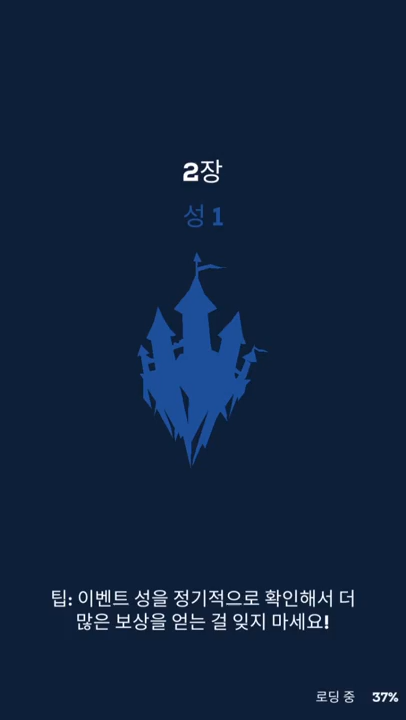 2장
성 1
팁: 이벤트 성을 정기적으로 확인해서 더
많은 보상을 얻는 걸 잊지 마세요!
로딩 중 37%